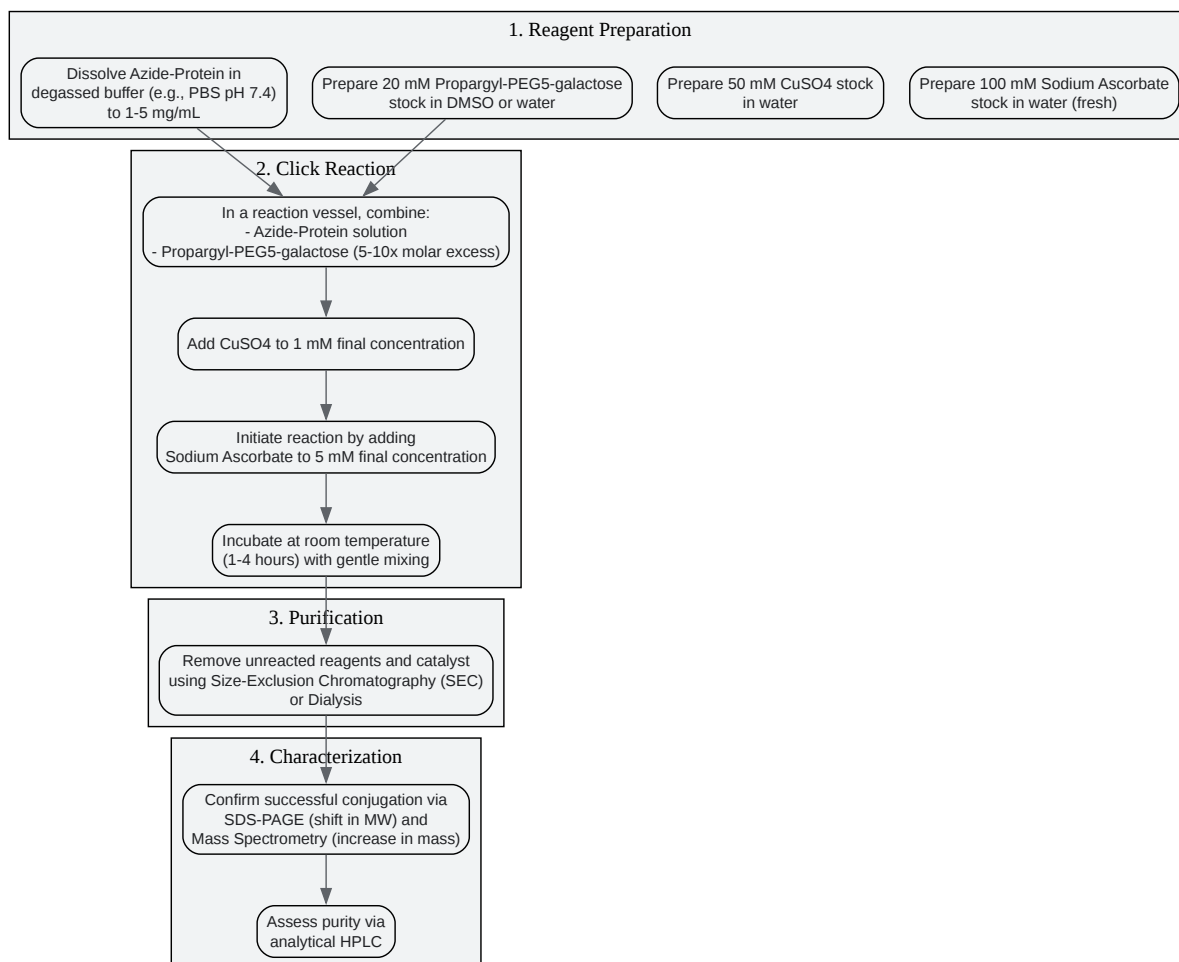 1. Reagent Preparation
Dissolve Azide-Protein in
degassed buffer (e.g., PBS pH 7.4)
to 1-5 mg/mL
Prepare 20 mM Propargyl-PEG5-galactose
stock in DMSO or water
Prepare 50 mM CuSO4 stock
in water
Prepare 100 mM Sodium Ascorbate
stock in water (fresh)
2. Click Reaction
In a reaction vessel, combine:
- Azide-Protein solution
- Propargyl-PEG5-galactose (5-10x molar excess)
Add CuSO4 to 1 mM final concentration
Initiate reaction by adding
Sodium Ascorbate to 5 mM final concentration
Incubate at room temperature
(1-4 hours) with gentle mixing
3. Purification
Remove unreacted reagents and catalyst
using Size-Exclusion Chromatography (SEC)
or Dialysis
4. Characterization
Confirm successful conjugation via
SDS-PAGE (shift in MW) and
Mass Spectrometry (increase in mass)
Assess purity via
analytical HPLC